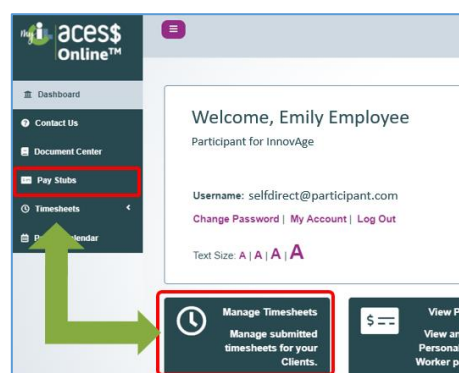 my aces$
Online™
Dashboard
Contact Us
Document Center
Pay Stubs
Timesheets
lendar
Welcome, Emily Employee
Participant for InnovAge
Username: selfdirect@participant.com
Change Password | My Account | Log Out
Text Size: A | A | A | A
Manage Timesheets
Manage submitted
timesheets for your
Clients.
View P
View an
Personal
Worker p